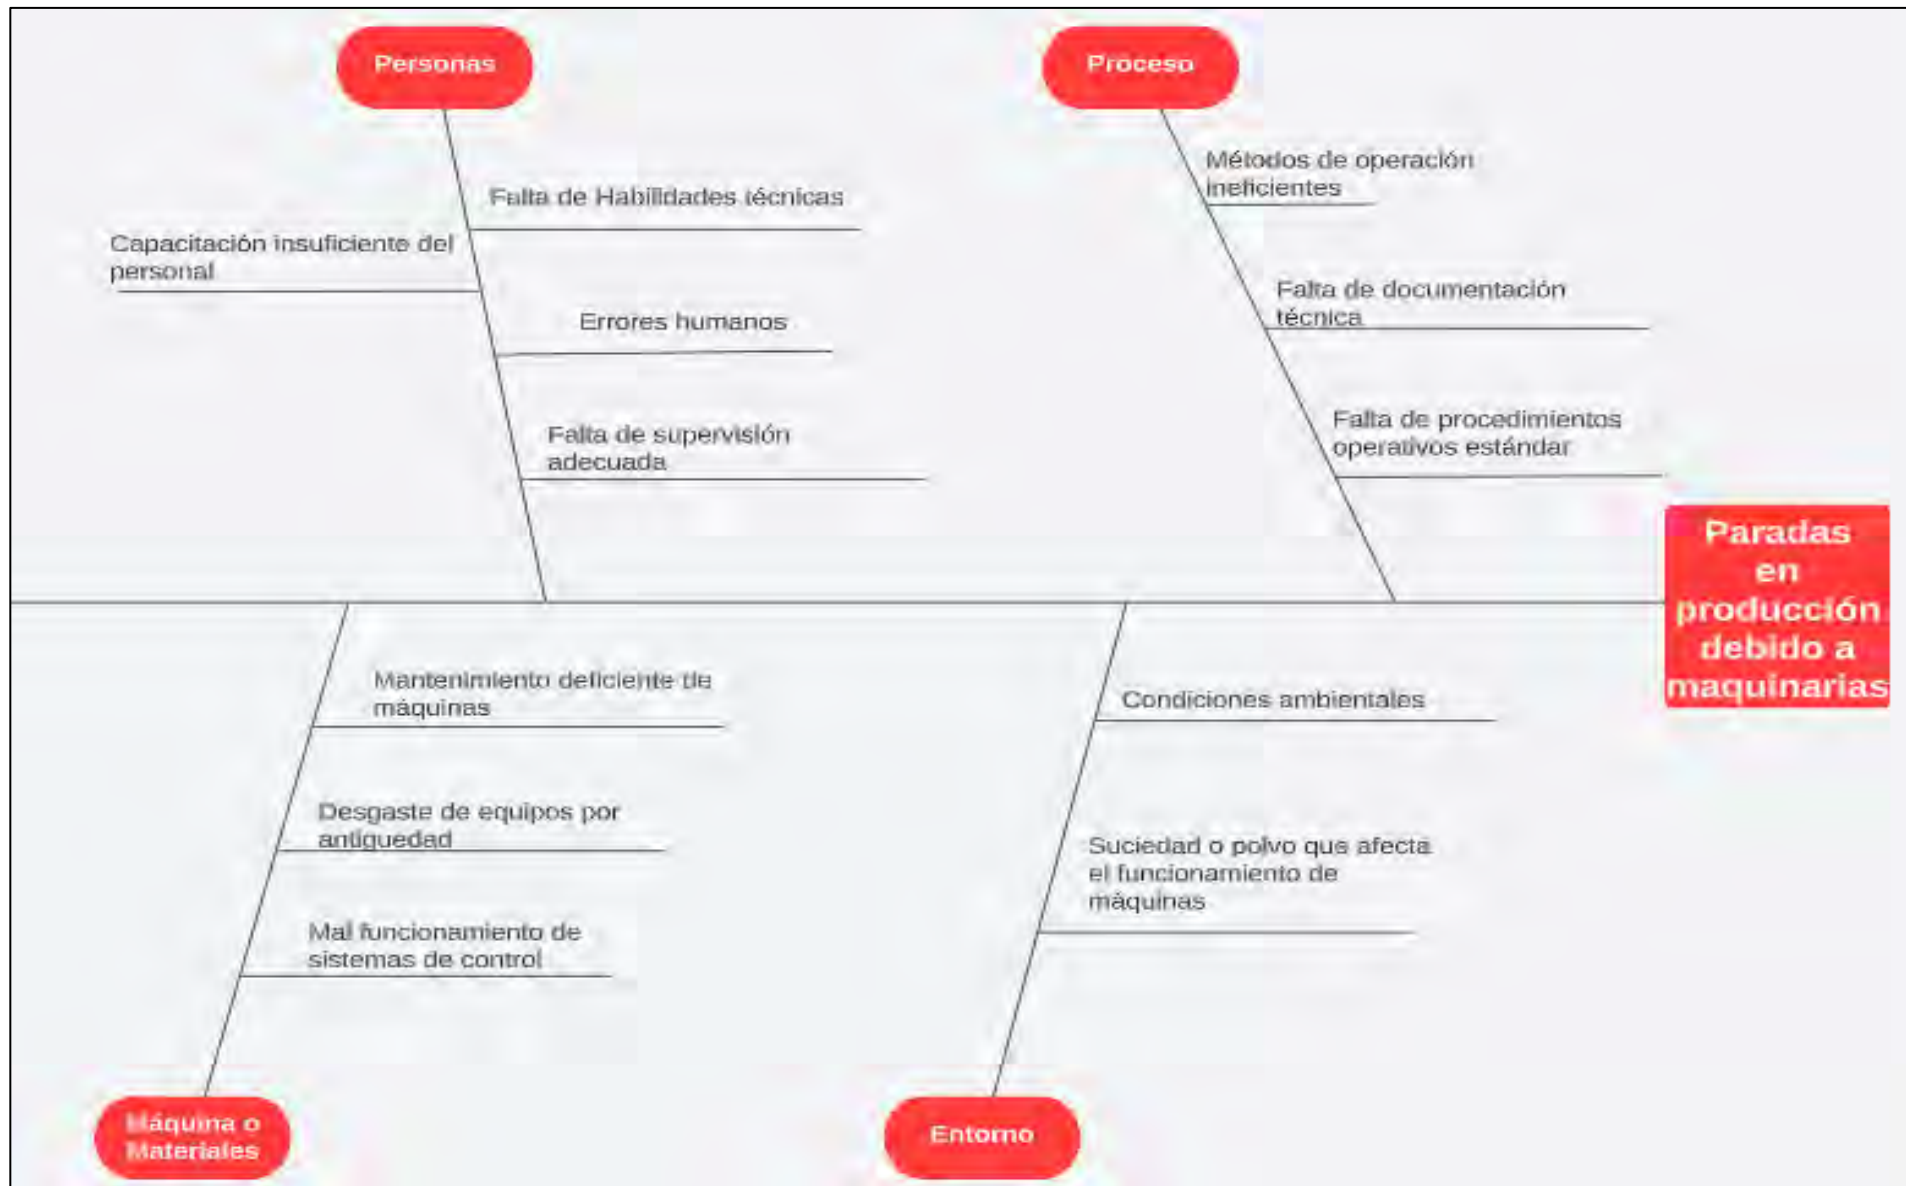 Personas
Proceso
Métodos de operación
ineficientes
Falta de Habilidades técnicas
Capacitación insuficiente del
personal
Falta de documentación
técnica
Errores humanos
Falta de supervisión
adecuada
Falta de procedimientos
operativos estándar
Paradas
en
producción
debido a
maquinarias
Mantenimiento deficiente de
máquinas
Condiciones ambientales
Desgaste de equipos por
antiguedad
Suciedad o polvo que afecta
el funcionamiento de
máquinas
Mal funcionamiento de
sistemas de control
Máquina o
Materiales
Entorno